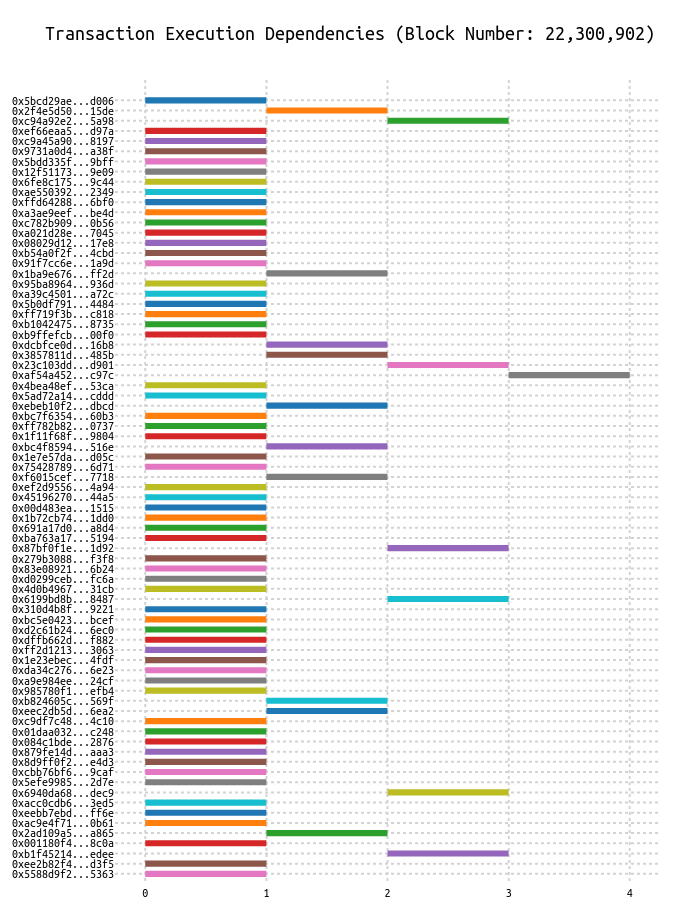 Transaction Execution Dependencies (Block Number: 22,300,902)
0x5bcd29ae...d006
0x2f4e5d50...15de
0xc94a92e2...5a98
0xef66eaa5...d97a
0xc9a45a90...8197
0x9731a0d4...a38f
0x5bdd335f...9bff
0x12f51173...9e09
0x6fe8c175...9c44
0xae550392...2349
0xffd64288...6bf0
0xa3ae9eef...be4d
0xc782b909...0b56
0xa021d28e...7045
0x08029d12...17e8
0xb54a0f2f...4cbd
0x91f7cc6e...1a9d
0x1ba9e676...ff2d
0x95ba8964...936d
0xa39c4501...a72c
0x5b0df791...4484
0xff719f3b...c818
0xb1042475...8735
0xb9ffefcb...00f0
0xdcbfce0d...16b8
0x3857811d...485b
0x23c103dd...d901
0xaf54a452...c97c
0x4bea48ef...53ca
0x5ad72a14...cddd
0xebeb10f2...dbcd
0xbc7f6354...60b3
0xff782b82...0737
0x1f11f68f...9804
0xbc4f8594...516e
0x1e7e57da...d05c
0x75428789...6d71
0xf6015cef...7718
0xef2d9556...4a94
0x45196270...44a5
0x00d483ea...1515
0x1b72cb74...1dd0
0x691a17d0...a8d4
0xba763a17...5194
0x87bf0f1e...1d92
0x279b3088...f3f8
0x83e08921...6b24
0xd0299ceb...fc6a
0x4d0b4967...31cb
0x6199bd8b...8487
0x310d4b8f...9221
0xbc5e0423...bcef
0xd2c61b24...6ec0
0xdffb662d...f882
0xff2d1213...3063
0x1e23ebec...4fdf
0xda34c276...6e23
0xa9e984ee...24cf
0x985780f1...efb4
0xb824605c...569f
0xeec2db5d...6ea2
0xc9df7c48...4c10
0x01daa032...c248
0x084c1bde...2876
0x879fe14d...aaa3
0x8d9ff0f2...e4d3
0xcbb76bf6...9caf
0x5efe9985...2d7e
0x6940da68...dec9
0xacc0cdb6...3ed5
0xeebb7ebd...ff6e
0xac9e4f71...0b61
0x2ad109a5...a865
0x001180f4...8c0a
0xb1f45214...edee
0xee2b82f4...d3f5
0x5588d9f2...5363
0 1 2 3 4